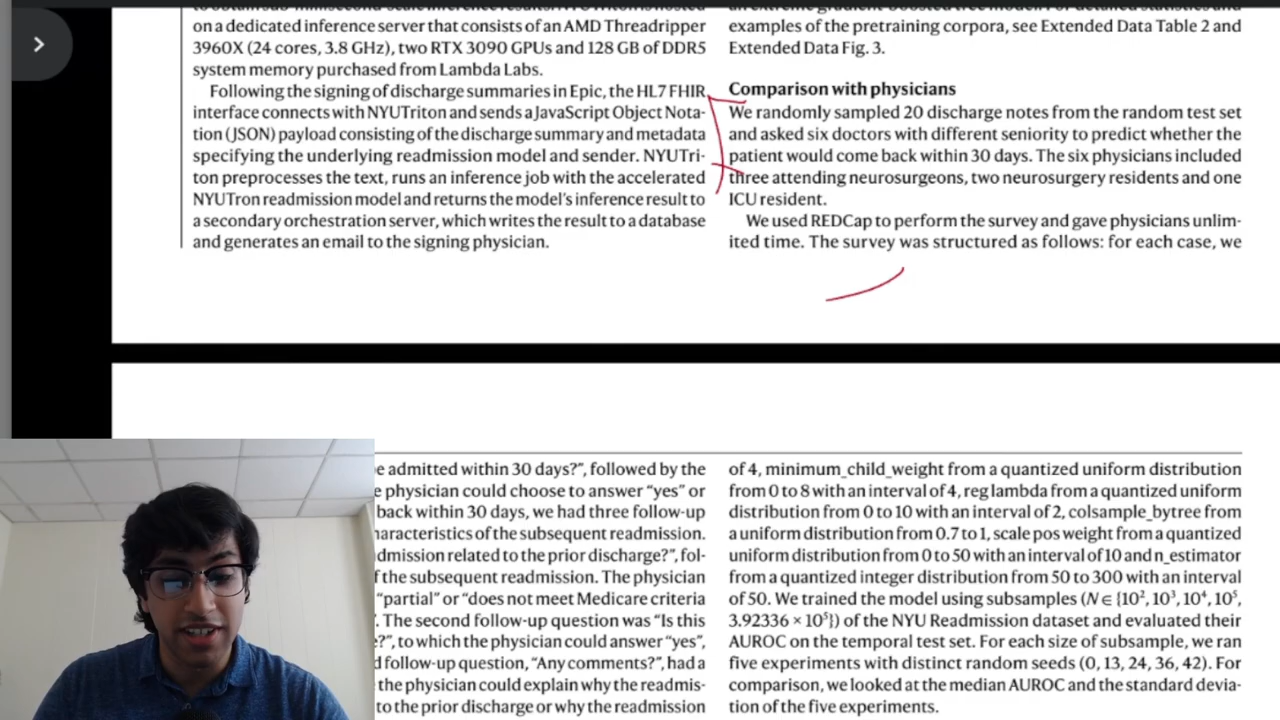 on a dedicated inference server that consists of an AMD Threadripper
3960X (24 cores, 3.8 GHz), two RTX 3090 GPUs and 128 GB of DDR5
system memory purchased from Lambda Labs.
Following the signing of discharge summaries in Epic, the HL7 FHIR
interface connects with NYUTriton and sends a JavaScript Object Nota-
tion (JSON) payload consisting of the discharge summary and metadata
specifying the underlying readmission model and sender. NYUTri-
ton preprocesses the text, runs an inference job with the accelerated
NYUTron readmission model and returns the model's inference result to
a secondary orchestration server, which writes the result to a database
and generates an email to the signing physician.
examples of the pretraining corpora, see Extended Data Table 2 and
Extended Data Fig. 3.
Comparison with physicians
We randomly sampled 20 discharge notes from the random test set
and asked six doctors with different seniority to predict whether the
patient would come back within 30 days. The six physicians included
three attending neurosurgeons, two neurosurgery residents and one
ICU resident.
We used REDCap to perform the survey and gave physicians unlim-
ited time. The survey was structured as follows: for each case, we
e admitted within 30 days?”, followed by the
e physician could choose to answer “yes” or
back within 30 days, we had three follow-up
haracteristics of the subsequent readmission.
dmission related to the prior discharge?”, fol-
f the subsequent readmission. The physician
“partial” or “does not meet Medicare criteria
. The second follow-up question was “Is this
e?”, to which the physician could answer “yes”,
d follow-up question, “Any comments?”, had a
the physician could explain why the readmis-
to the prior discharge or why the readmission
of 4, minimum_child_weight from a quantized uniform distribution
from 0 to 8 with an interval of 4, reg lambda from a quantized uniform
distribution from 0 to 10 with an interval of 2, colsample_bytree from
a uniform distribution from 0.7 to 1, scale pos weight from a quantized
uniform distribution from 0 to 50 with an interval of 10 and n_estimator
from a quantized integer distribution from 50 to 300 with an interval
of 50. We trained the model using subsamples (N ∈ {10², 10³, 10⁴, 10⁵,
3.92336 × 10⁵}) of the NYU Readmission dataset and evaluated their
AUROC on the temporal test set. For each size of subsample, we ran
five experiments with distinct random seeds (0, 13, 24, 36, 42). For
comparison, we looked at the median AUROC and the standard devia-
tion of the five experiments.